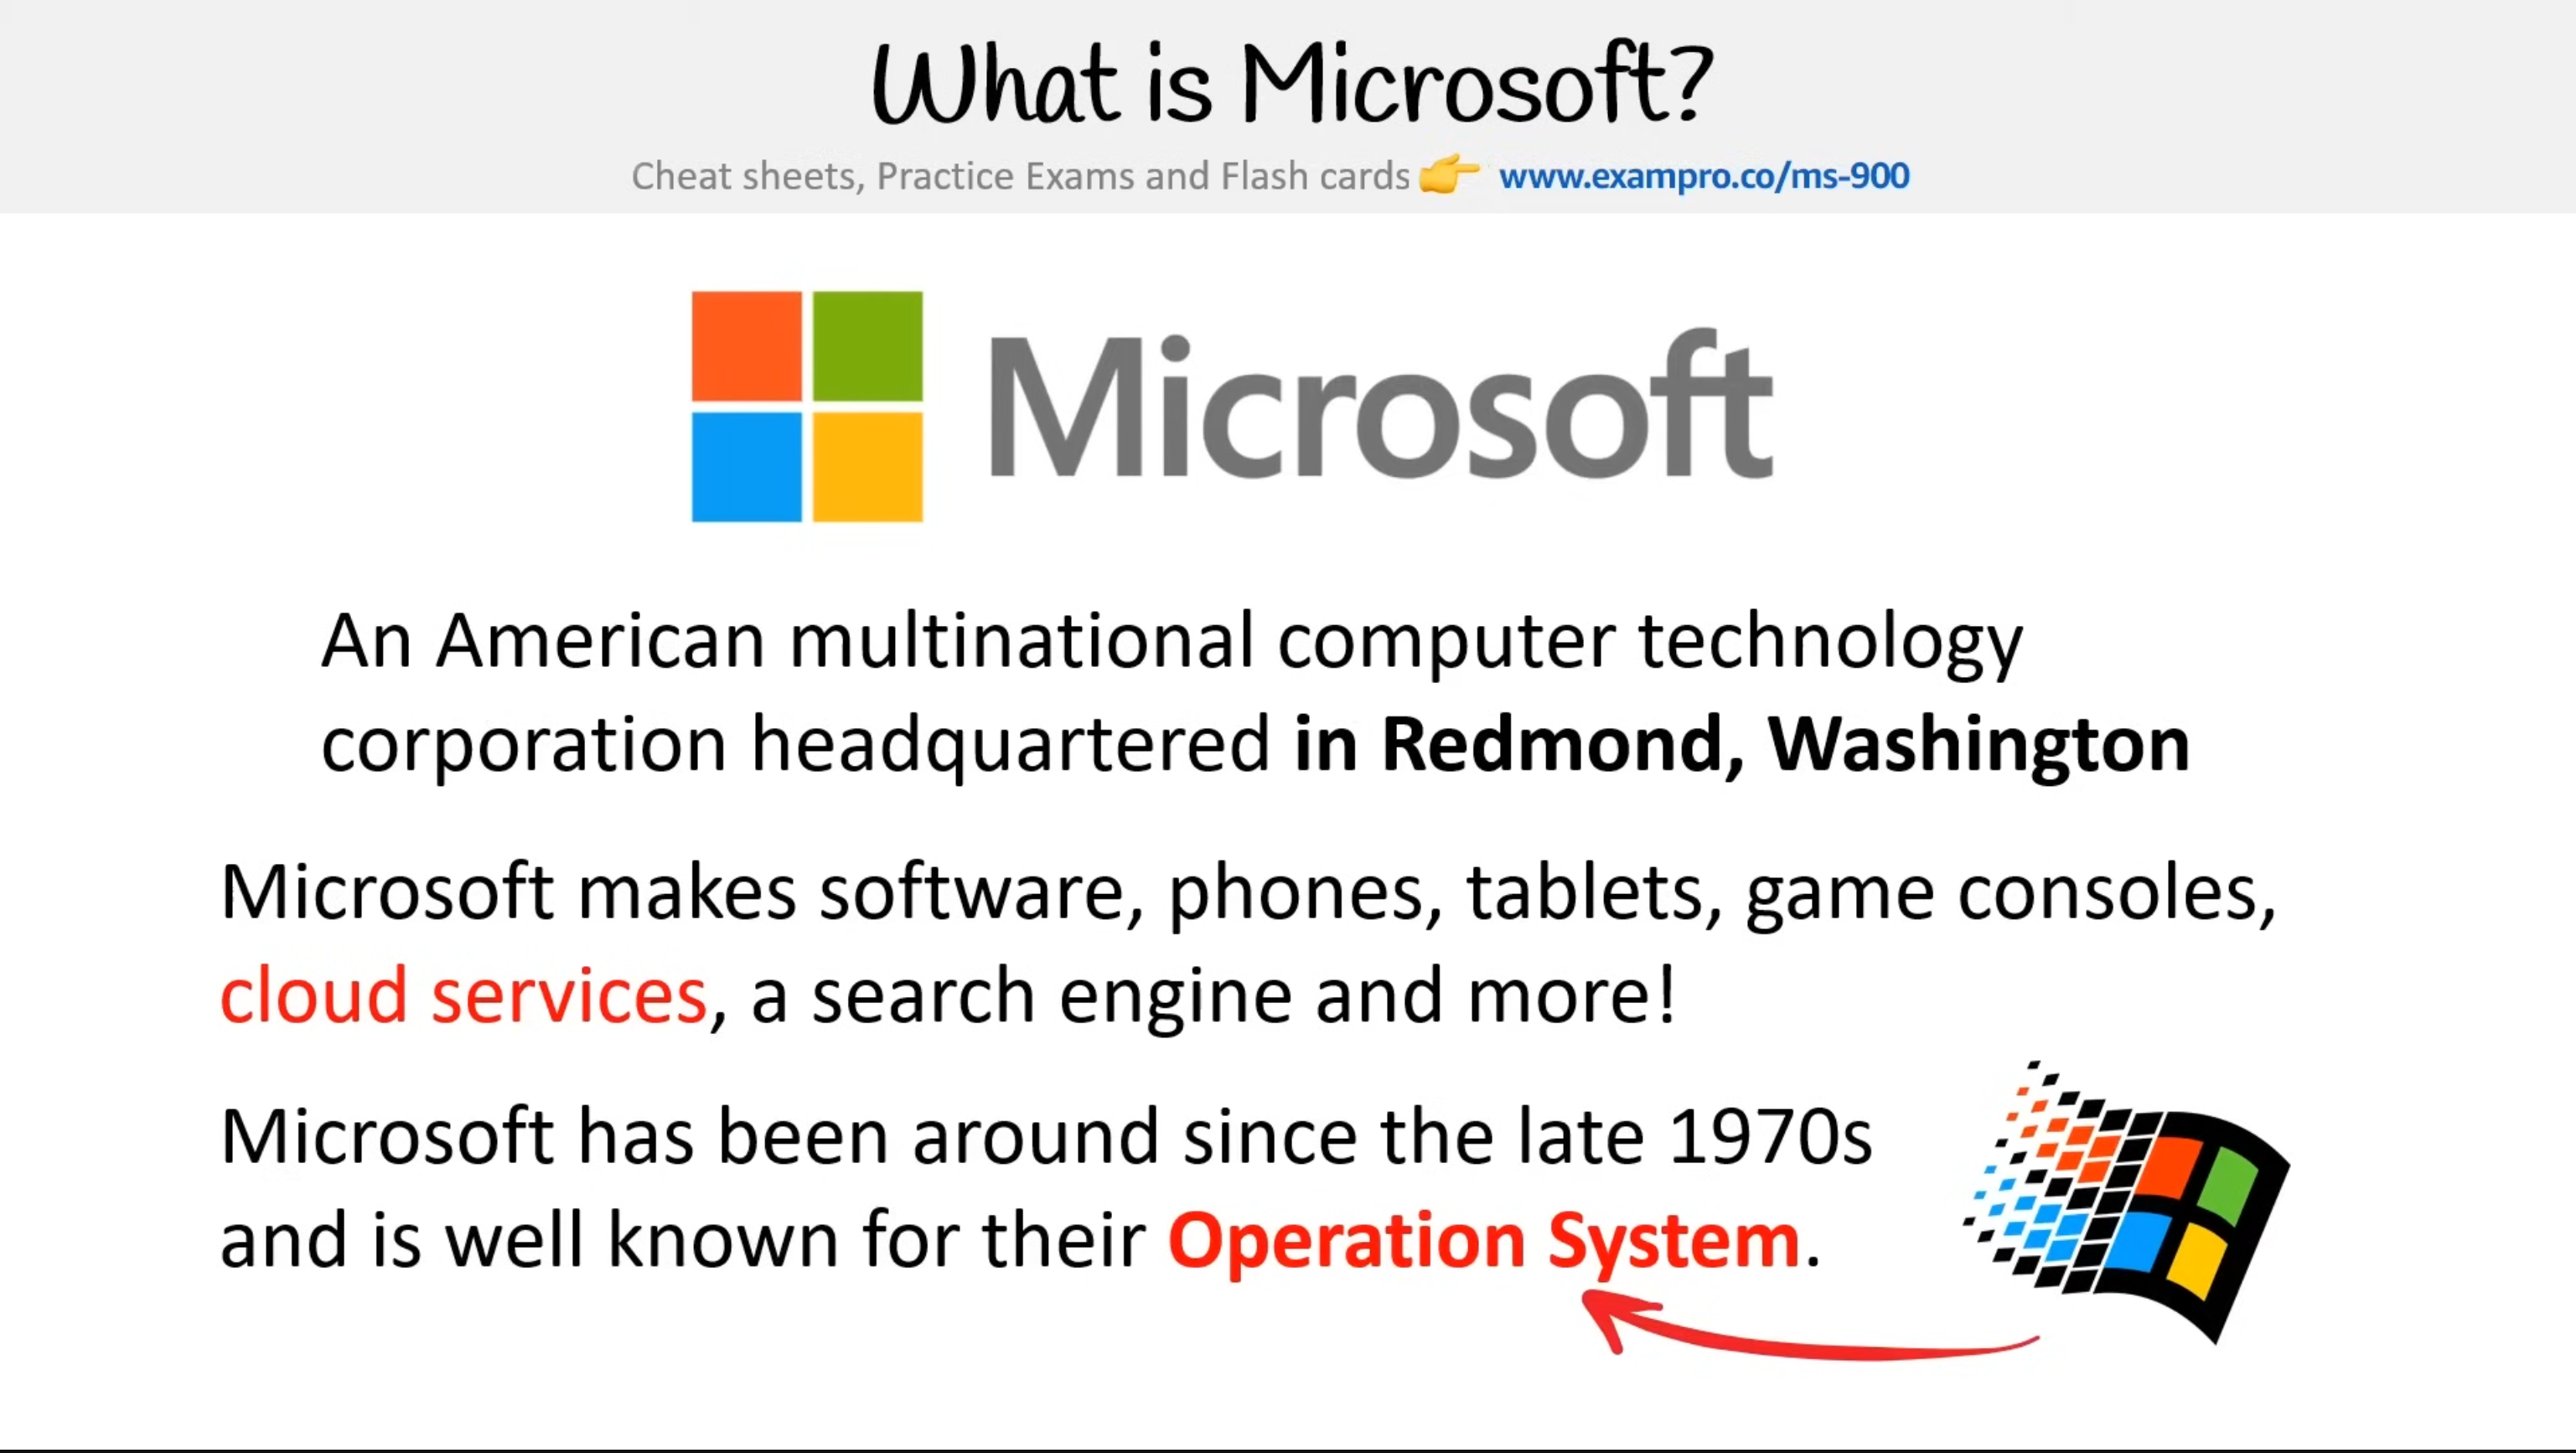 What is Microsoft?
Cheat sheets, Practice Exams and Flash cards 👉 www.exampro.co/ms-900
Microsoft
An American multinational computer technology
corporation headquartered in Redmond, Washington
Microsoft makes software, phones, tablets, game consoles,
cloud services, a search engine and more!
Microsoft has been around since the late 1970s
and is well known for their Operation System.